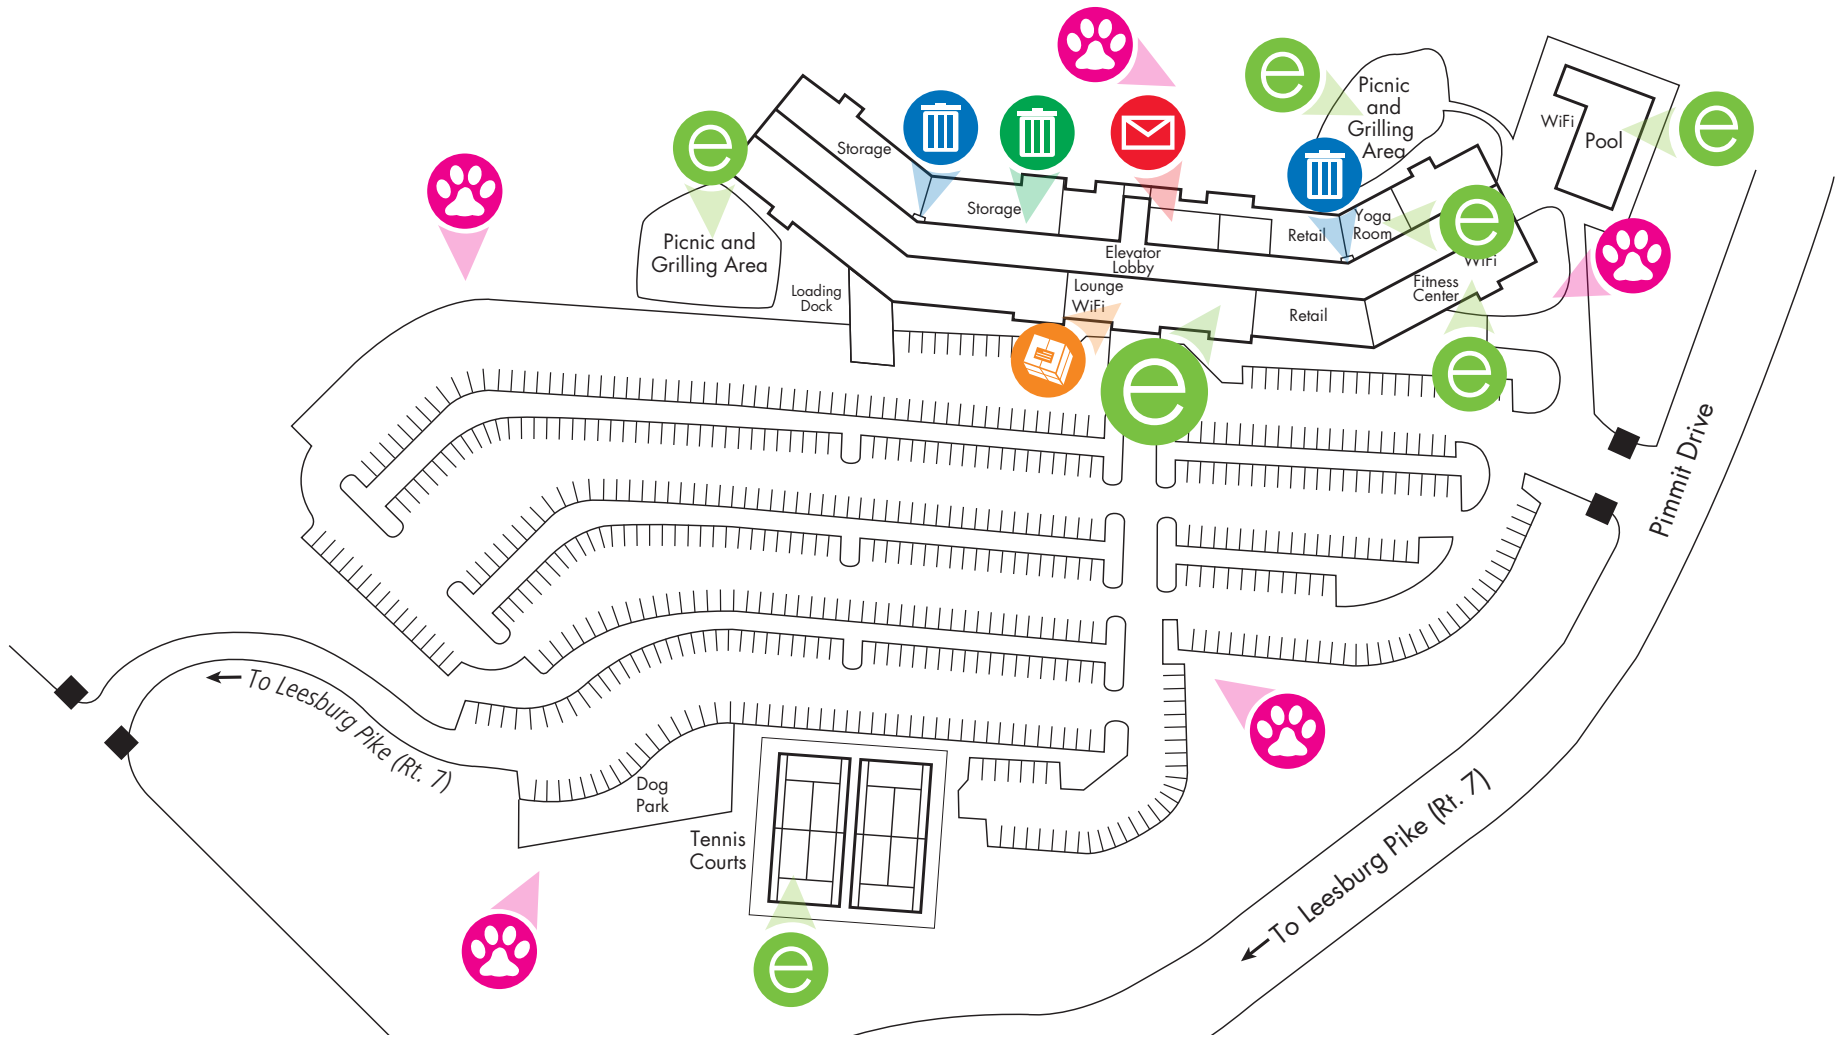 Picnic
and
Grilling
Area
WiFi
Pool
Storage
Storage
Yoga
Room
Retail
Picnic and
Grilling Area
Elevator
Lobby
WiFi
Loading
Dock
Lounge
WiFi
Fitness
Center
Retail
e
e
e
e
e
e
e
Pimmit Drive
To Leesburg Pike (Rt. 7)
Dog
Park
Tennis
Courts
To Leesburg Pike (Rt. 7)